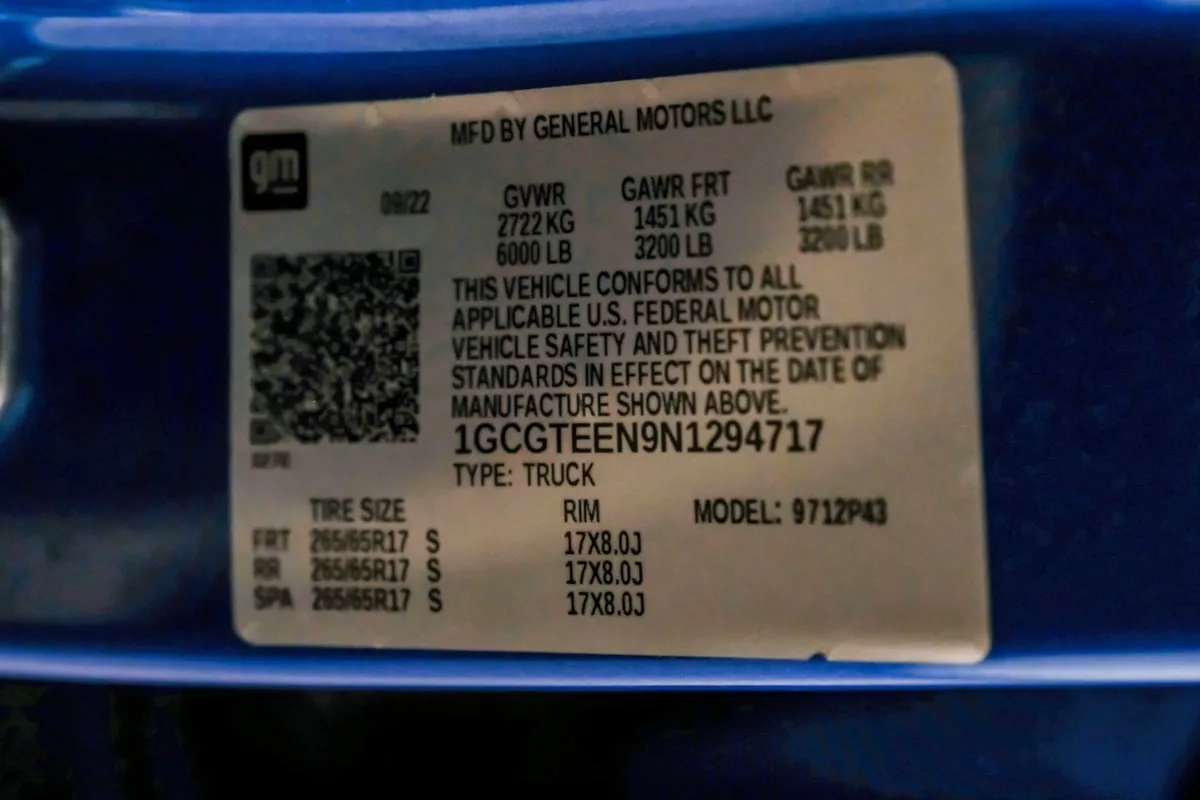 MFD BY GENERAL MOTORS LLC
gm
09/22
GVWR GAWR FRT GAWR RR
2722 KG 1451 KG 1451 KG
6000 LB 3200 LB 3200 LB
THIS VEHICLE CONFORMS TO ALL
APPLICABLE U.S. FEDERAL MOTOR
VEHICLE SAFETY AND THEFT PREVENTION
STANDARDS IN EFFECT ON THE DATE OF
MANUFACTURE SHOWN ABOVE.
1GCGTEEN9N1294717
TYPE: TRUCK
TIRE SIZE RIM MODEL: 9712P43
FRT 265/65R17 S 17X8.0J
RR 265/65R17 S 17X8.0J
SPA 265/65R17 S 17X8.0J